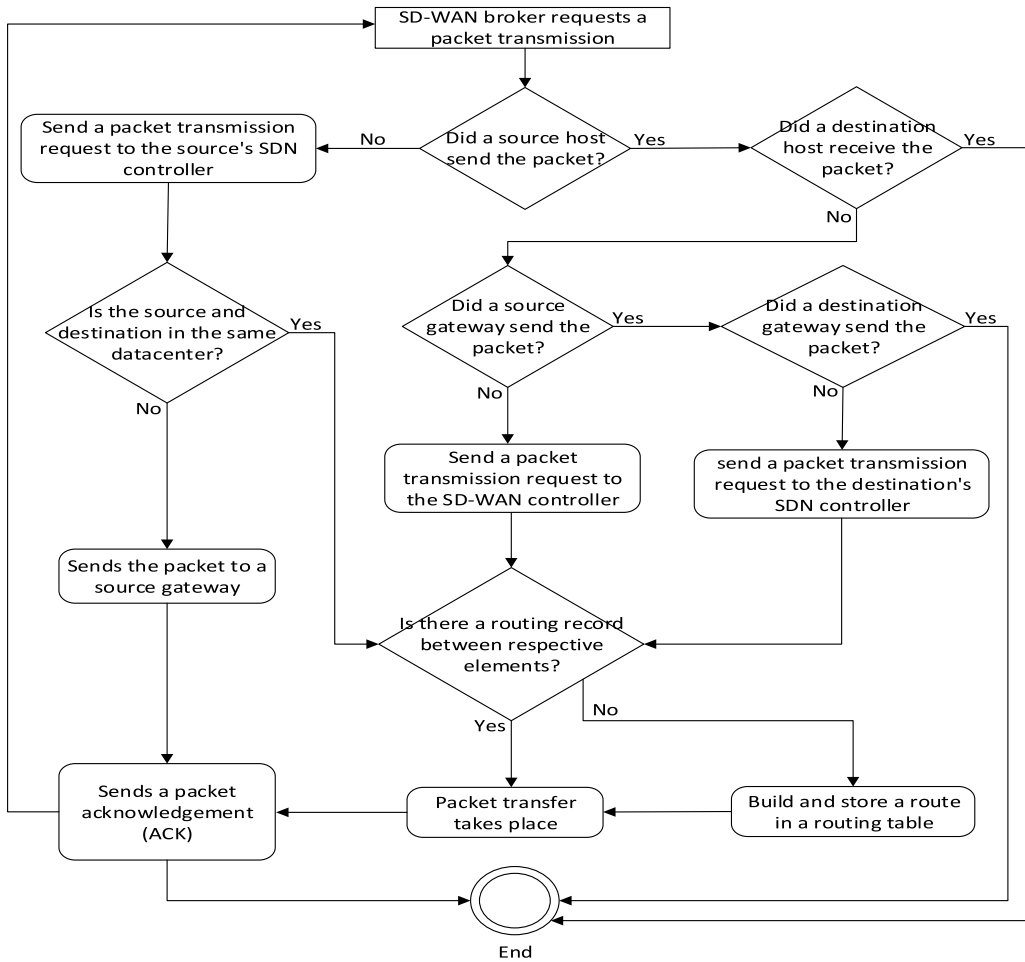 SD-WAN broker requests a
packet transmission
Send a packet transmission
request to the source's SDN
controller
No
Did a source host
send the packet?
Yes
Did a destination
host receive the
packet?
Yes
No
Is the source and
destination in the same
datacenter?
Yes
No
Did a source
gateway send the
packet?
Yes
No
Did a destination
gateway send the
packet?
Yes
No
Send a packet
transmission request to
the SD-WAN controller
send a packet transmission
request to the destination's
SDN controller
Sends the packet to a
source gateway
Is there a routing record
between respective
elements?
No
Yes
Sends a packet
acknowledgement
(ACK)
Packet transfer
takes place
Build and store a route
in a routing table
End